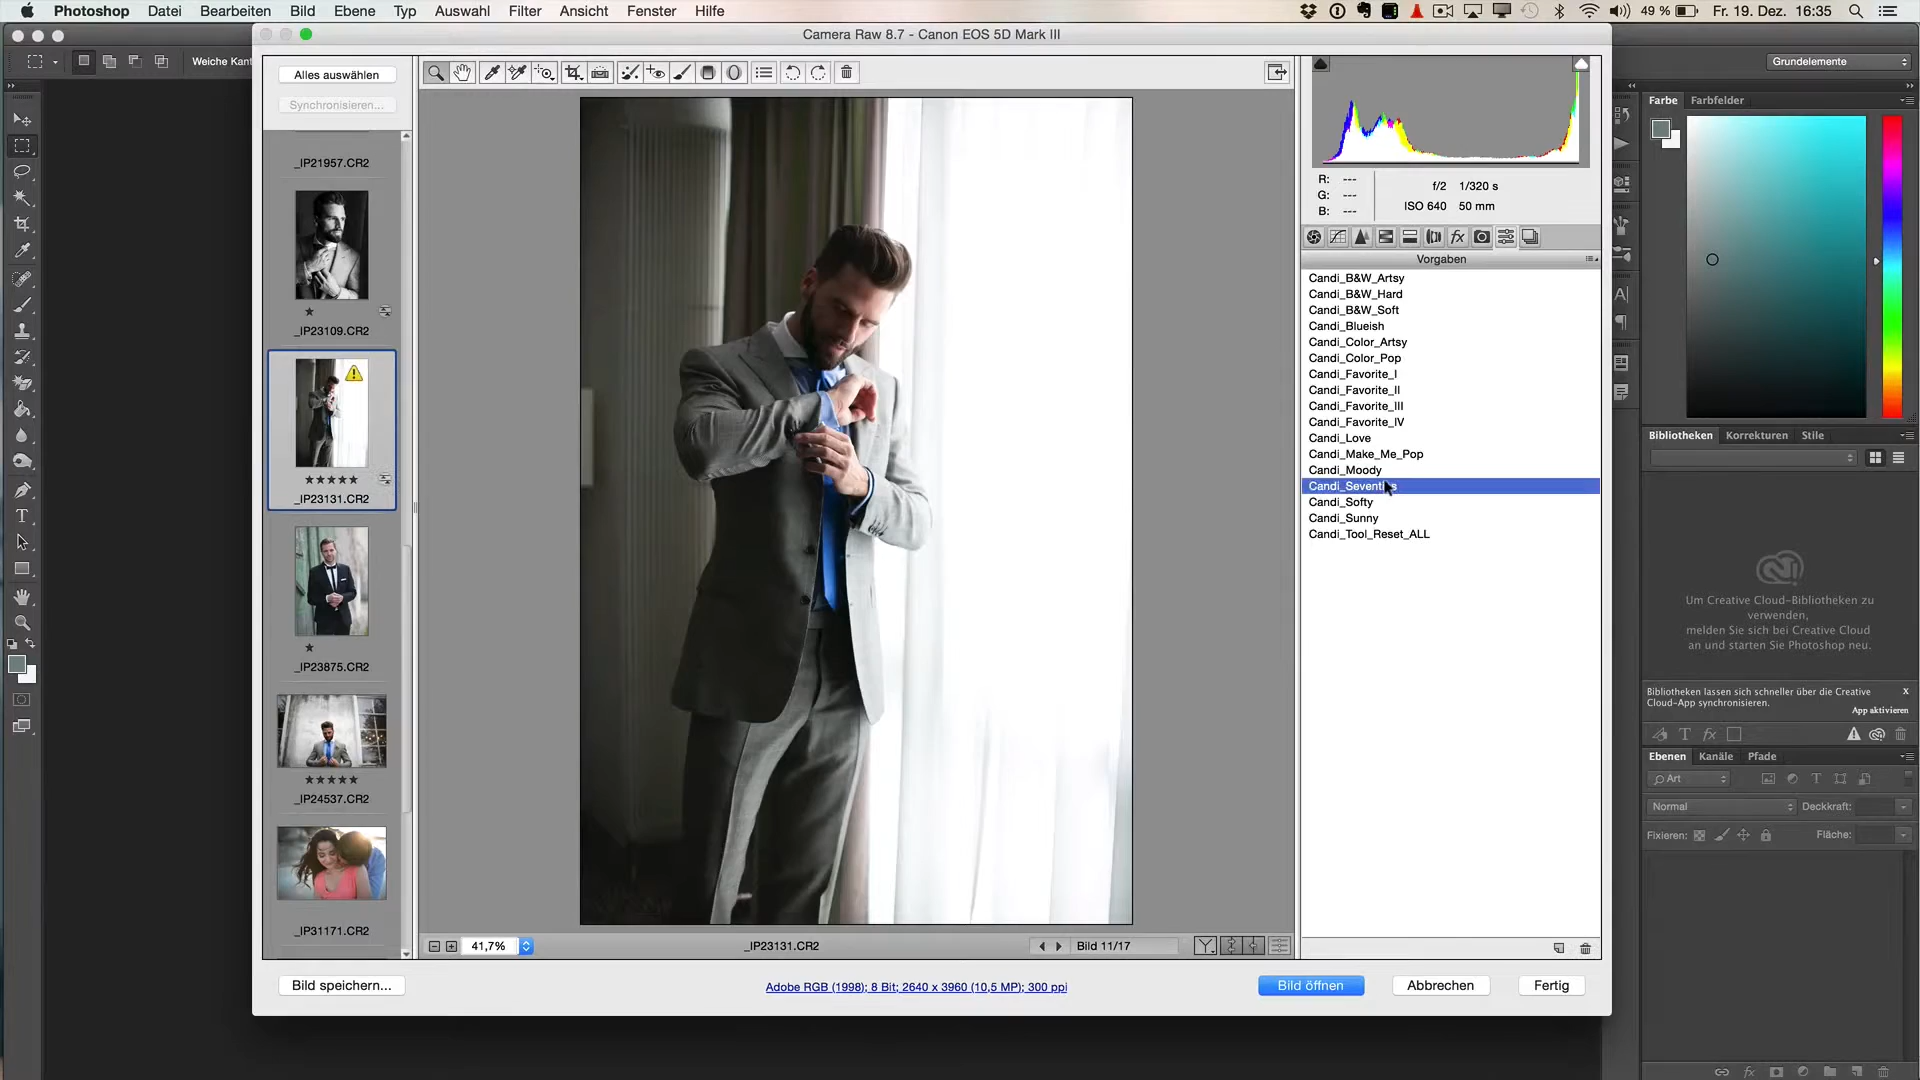 Photoshop Datei Bearbeiten Bild Ebene Typ Auswahl Filter Ansicht Fenster Hilfe 49 % Fr. 19. Dez. 16:35
Camera Raw 8.7 - Canon EOS 5D Mark III
Weiche Kant
Grundelemente
Alles auswählen
Synchronisieren...
_IP21957.CR2
_IP23109.CR2
_IP23131.CR2
_IP23875.CR2
_IP24537.CR2
_IP31171.CR2
R: ---
G: ---
B: ---
f/2 1/320 s
ISO 640 50 mm
Vorgaben
Candi_B&W_Artsy
Candi_B&W_Hard
Candi_B&W_Soft
Candi_Blueish
Candi_Color_Artsy
Candi_Color_Pop
Candi_Favorite_I
Candi_Favorite_II
Candi_Favorite_III
Candi_Favorite_IV
Candi_Love
Candi_Make_Me_Pop
Candi_Moody
Candi_Seventies
Candi_Softy
Candi_Sunny
Candi_Tool_Reset_ALL
41,7%
_IP23131.CR2
Bild 11/17
Bild speichern...
Adobe RGB (1998); 8 Bit; 2640 x 3960 (10,5 MP); 300 ppi
Bild öffnen
Abbrechen
Fertig
Farbe Farbfelder
Bibliotheken Korrekturen Stile
Um Creative Cloud-Bibliotheken zu
verwenden,
melden Sie sich bei Creative Cloud
an und starten Sie Photoshop neu.
Bibliotheken lassen sich schneller über die Creative
Cloud-App synchronisieren.
x
App aktivieren
Ebenen Kanäle Pfade
Art
Normal
Deckkraft:
Fixieren:
Fläche: